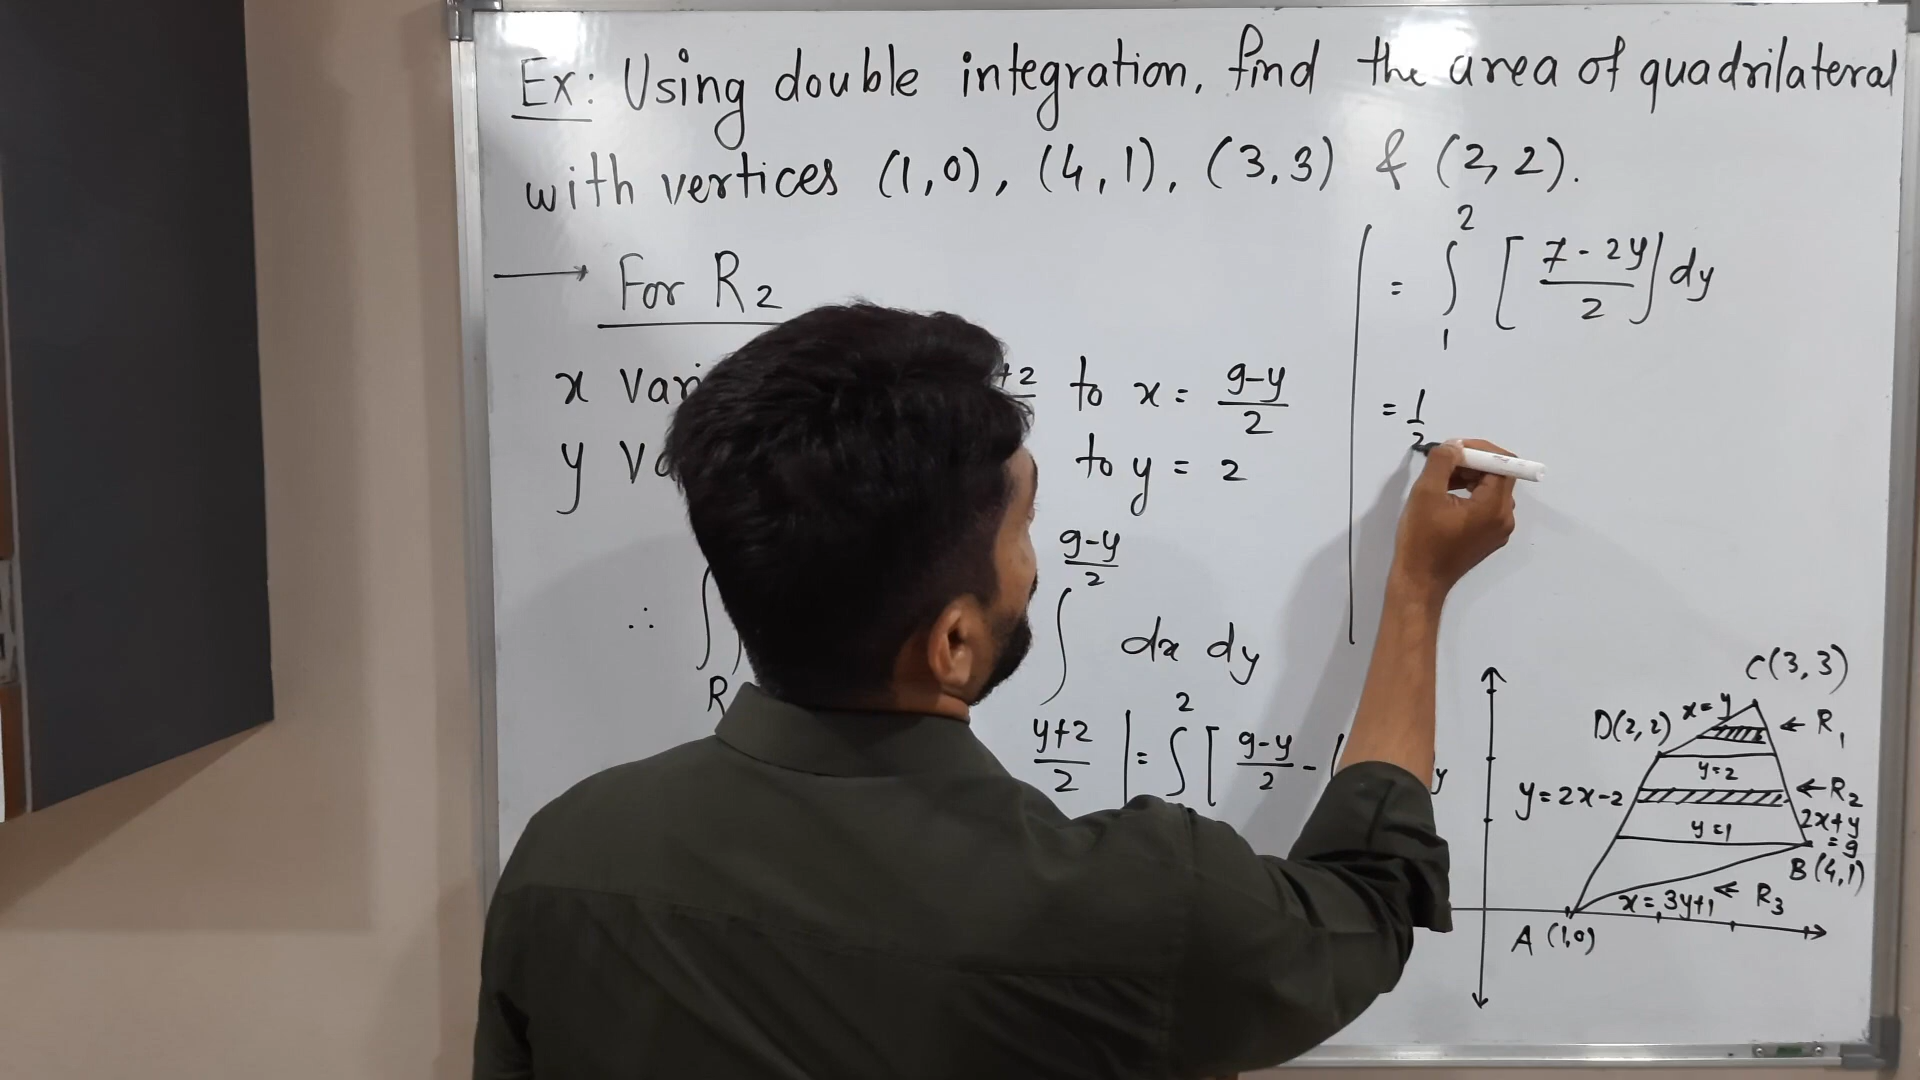 Ex: Using double integration, find the area of quadrilateral
with vertices (1,0), (4,1), (3,3) & (2,2).
→ For R₂
x to x = 9-y/2
y to y = 2
∴ ∫∫ R ∫ 9-y/2 dx dy
y+2/2 | = ∫ 2 [ 9-y/2 - ( y
= ∫₁² [ 7-2y/2 ] dy
= 1/2
C(3,3)
D(2,2) x=y ← R₁
y=2
y=2x-2 ← R₂
2x+y
y=1 =9
B(4,1)
x=3y+1 ← R₃
A(1,0)